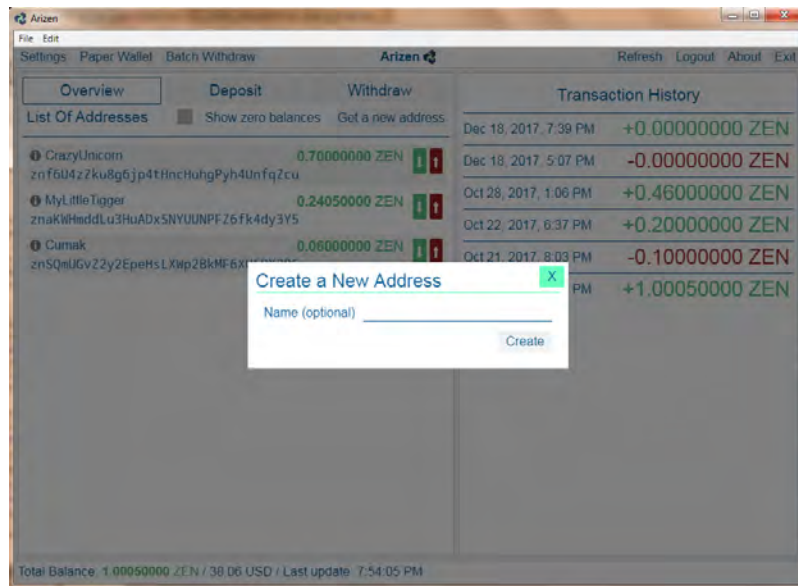 Arizen
File Edit
Settings Paper Wallet Batch Withdraw Arizen Refresh Logout About Exit
Overview Deposit Withdraw
List Of Addresses Show zero balances Get a new address
CrazyUnicorn 0.70000000 ZEN
MyLittleTigger 0.24050000 ZEN
Cumak 0.06000000 ZEN
Transaction History
Dec 18, 2017, 7:39 PM +0.00000000 ZEN
Dec 18, 2017, 5:07 PM -0.00000000 ZEN
Oct 28, 2017, 1:06 PM +0.46000000 ZEN
Oct 22, 2017, 6:37 PM +0.20000000 ZEN
Oct 21, 2017, 8:03 PM -0.10000000 ZEN
PM +1.00050000 ZEN
Create a New Address X
Name (optional)
Create
Total Balance: 1.00050000 ZEN / 38.06 USD / Last update: 7:54:05 PM